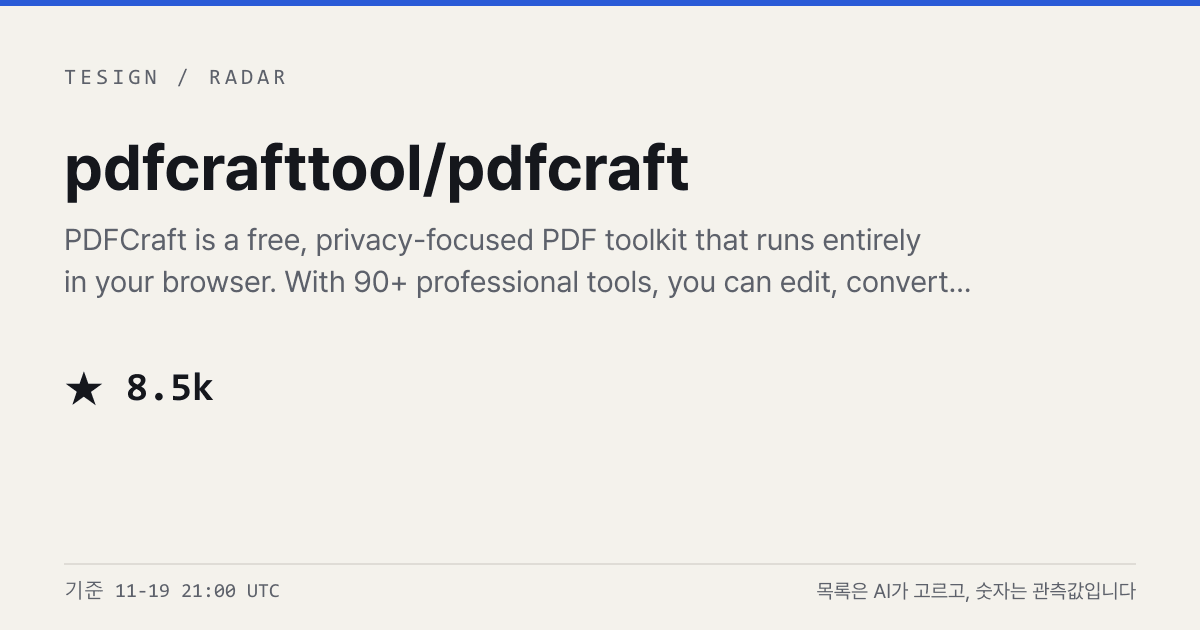 TESIGN / RADAR
pdfcrafttool/pdfcraft
PDFCraft is a free, privacy-focused PDF toolkit that runs entirely
in your browser. With 90+ professional tools, you can edit, convert…
★ 8.5k
기준 11-19 21:00 UTC
목록은 AI가 고르고, 숫자는 관측값입니다